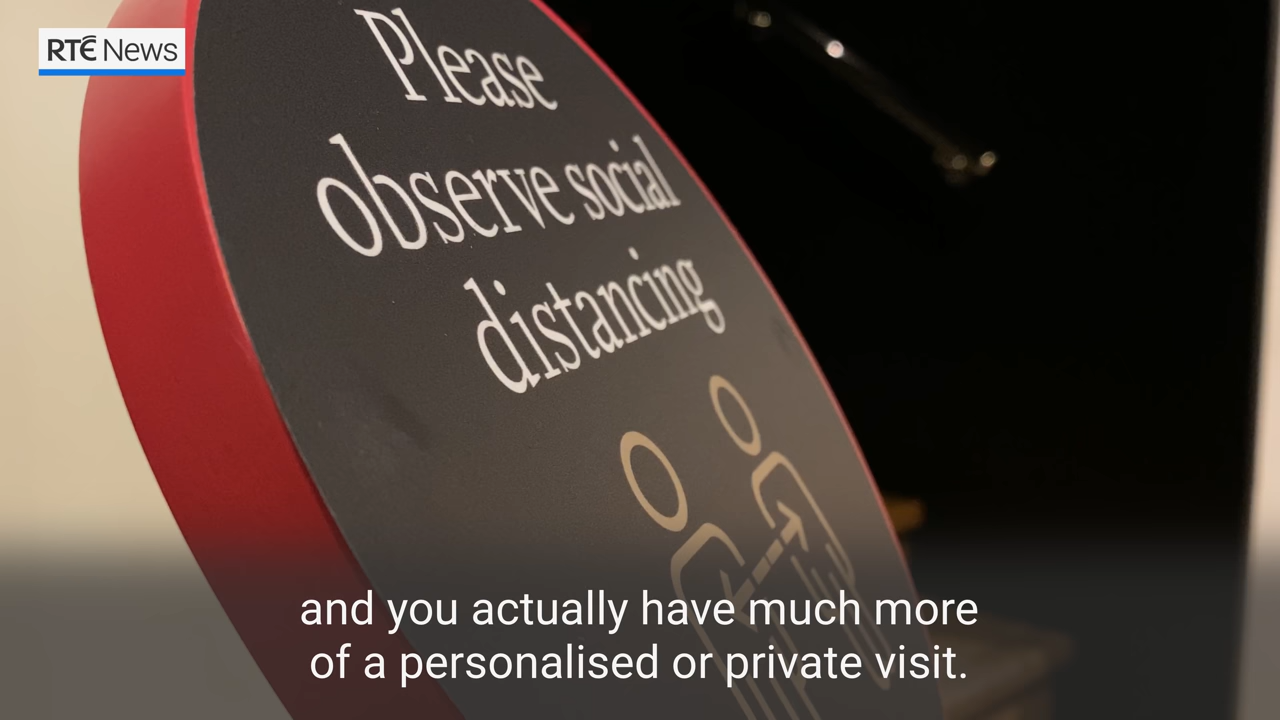 RTÉ News
Please
observe social
distancing
and you actually have much more
of a personalised or private visit.